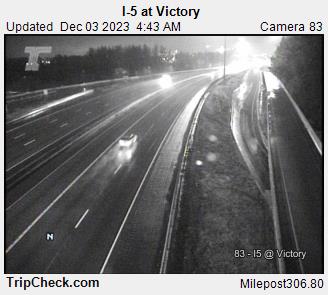 I-5 at Victory
Updated Dec 03 2023 4:43 AM Camera 83
T
N
83 - I5 @ Victory
TripCheck.com Milepost306.80